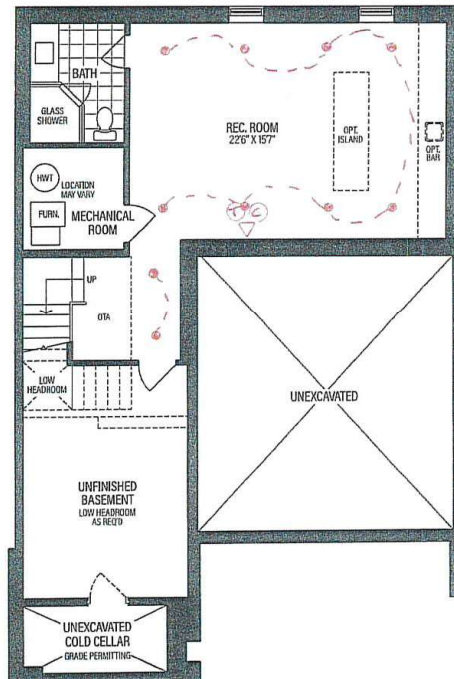 BATH
GLASS
SHOWER
REC. ROOM
22'6" X 15'7"
OPT.
ISLAND
OPT.
BAR
HWT
LOCATION
MAY VARY
FURN.
MECHANICAL
ROOM
T C
UP
OTA
LOW
HEADROOM
UNEXCAVATED
UNFINISHED
BASEMENT
LOW HEADROOM
AS REQ'D
UNEXCAVATED
COLD CELLAR
GRADE PERMITTING